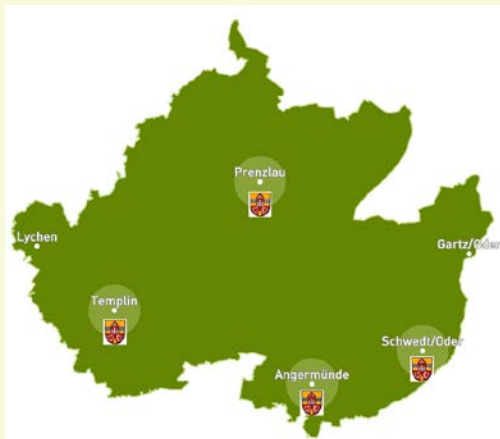 Prenzlau
Lychen
Gartz/Oder
Templin
Schwedt/Oder
Angermünde